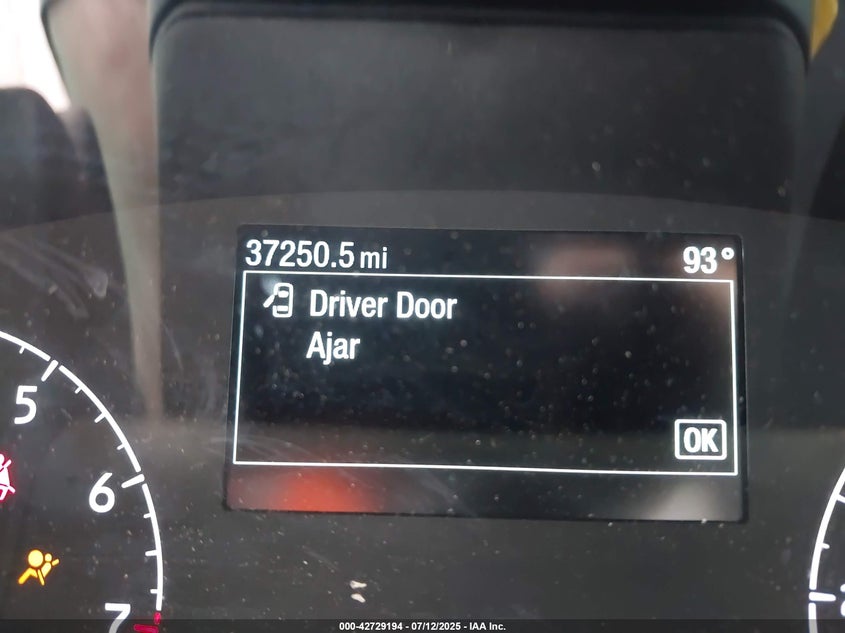 37250.5 mi 93°
Driver Door
Ajar
OK
5
6
7
000-42729194 - 07/12/2025 - IAA Inc.